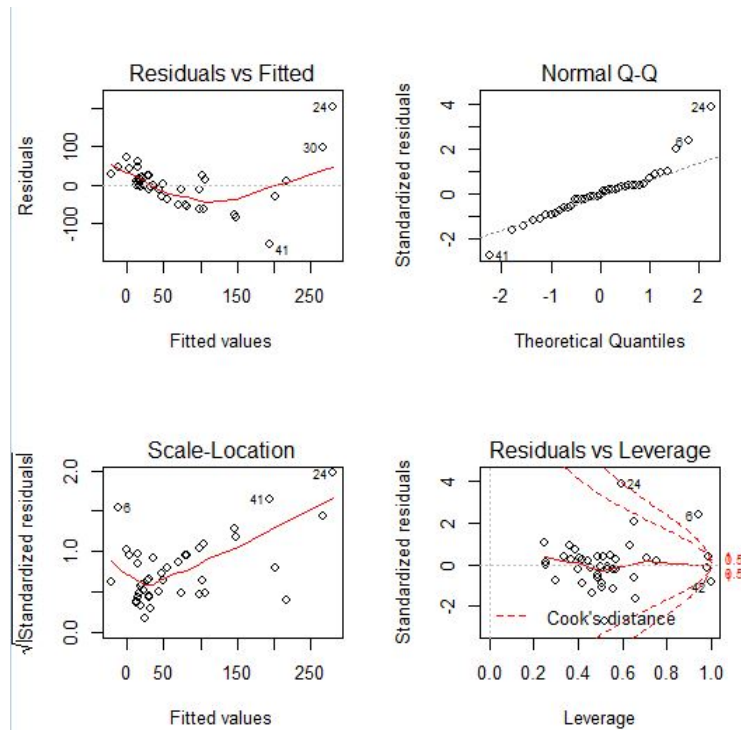 Residuals vs Fitted
Residuals
-100 0 100
24
30
41
0 50 150 250
Fitted values
Normal Q-Q
Standardized residuals
-2 0 2 4
24
6
41
-2 -1 0 1 2
Theoretical Quantiles
Scale-Location
√|Standardized residuals|
0.0 1.0 2.0
6
41
24
0 50 150 250
Fitted values
Residuals vs Leverage
Standardized residuals
-2 0 2 4
24
6
42
0.5
Cook's distance
0.0 0.2 0.4 0.6 0.8 1.0
Leverage